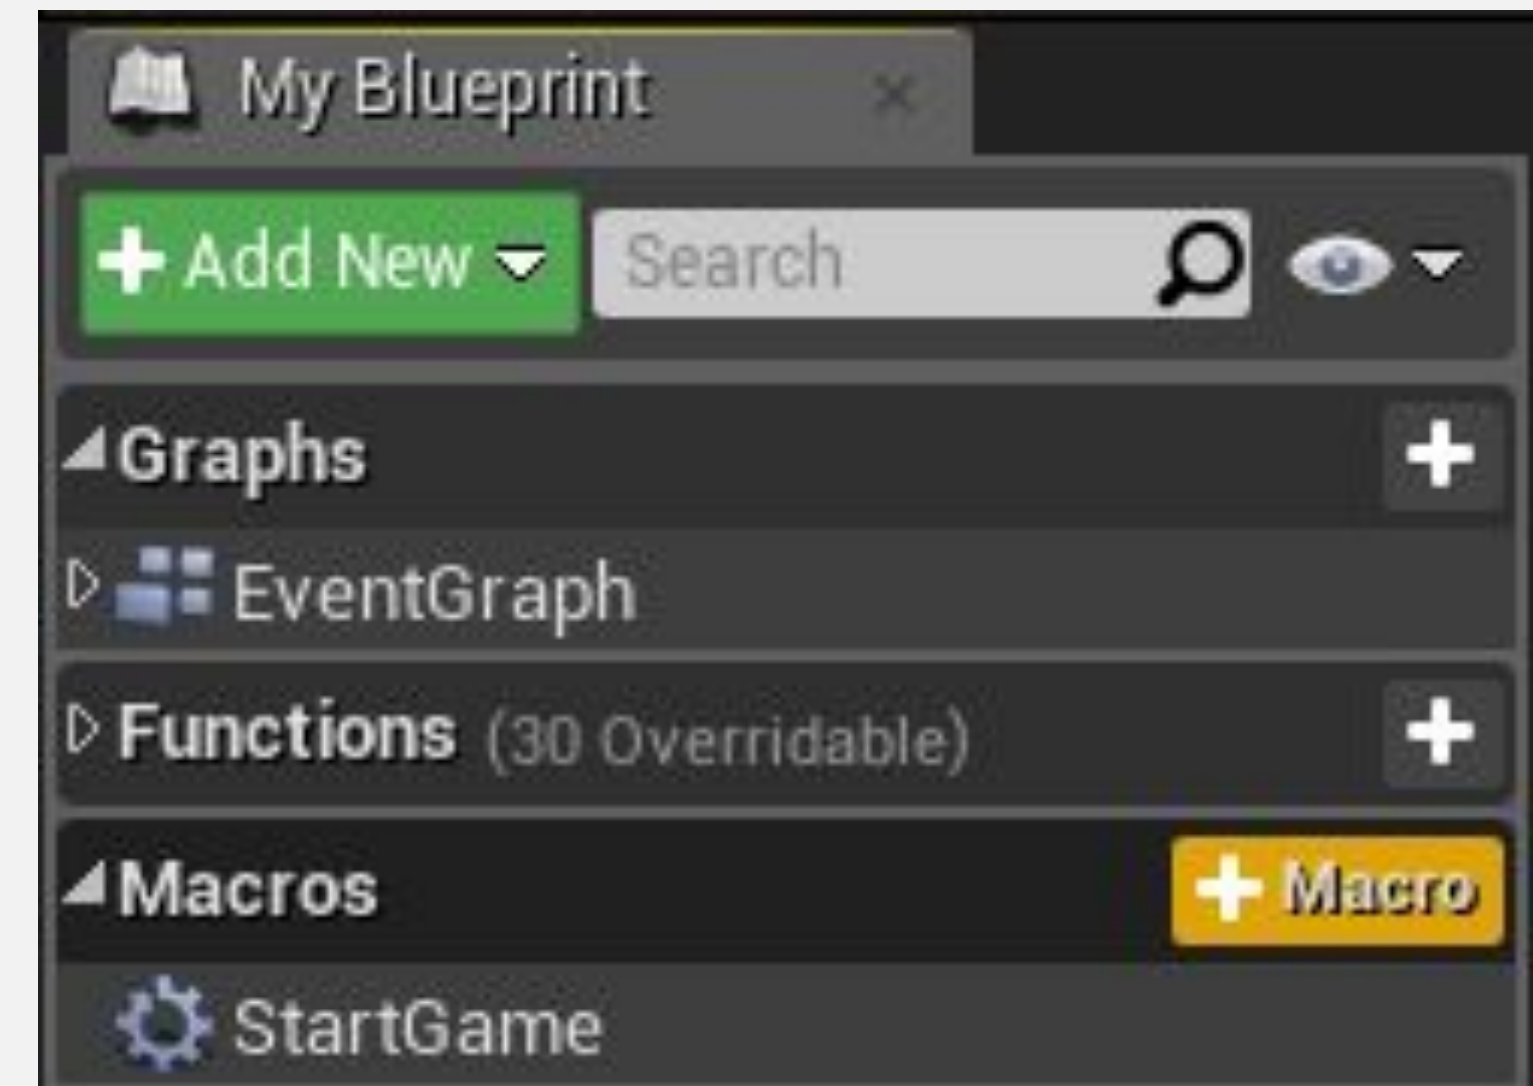 My Blueprint
Add New Search
Graphs
EventGraph
Functions (30 Overridable)
Macros + Macro
StartGame